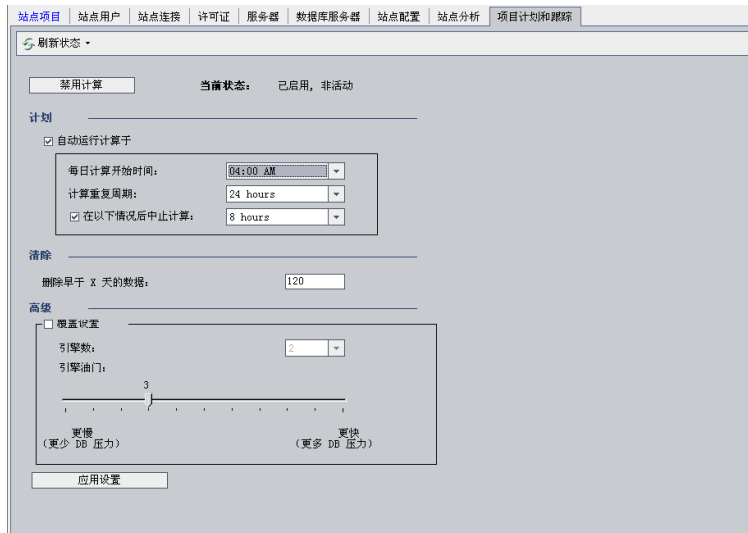 站点项目 站点用户 站点连接 许可证 服务器 数据库服务器 站点配置 站点分析 项目计划和跟踪
刷新状态
禁用计算 当前状态： 已启用, 非活动
计划
自动运行计算于
每日计算开始时间： 04:00 AM
计算重复周期： 24 hours
在以下情况后中止计算： 8 hours
清除
删除早于 X 天的数据： 120
高级
覆盖设置
引擎数： 2
引擎油门：
3
更慢 更快
(更少 DB 压力) (更多 DB 压力)
应用设置